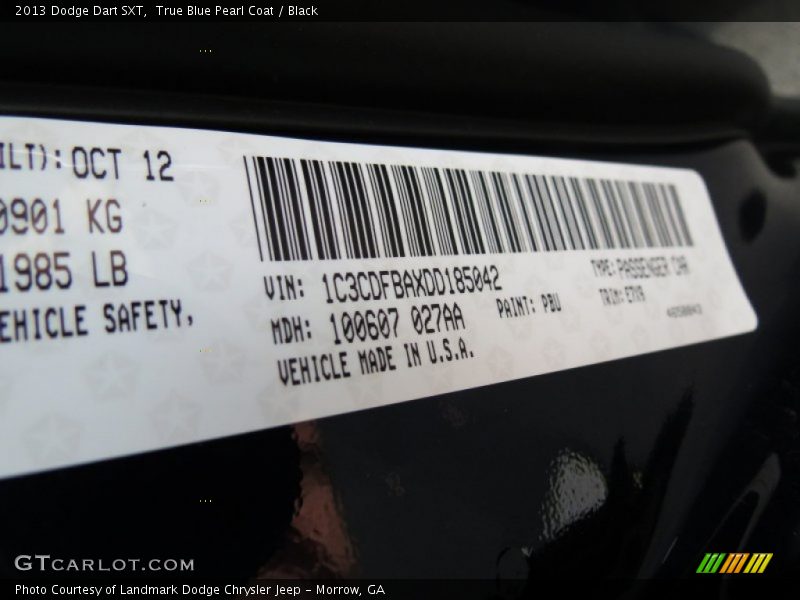 2013 Dodge Dart SXT,  True Blue Pearl Coat / Black
ILT): OCT 12
0901 KG
1985 LB
EHICLE SAFETY,
VIN: 1C3CDFBAXDD185042
TYPE: PASSENGER CAR
MDH: 100607 027AA
PAINT: PBU
TRIM: E7X9
VEHICLE MADE IN U.S.A.
GTCARLOT.COM
Photo Courtesy of Landmark Dodge Chrysler Jeep - Morrow, GA